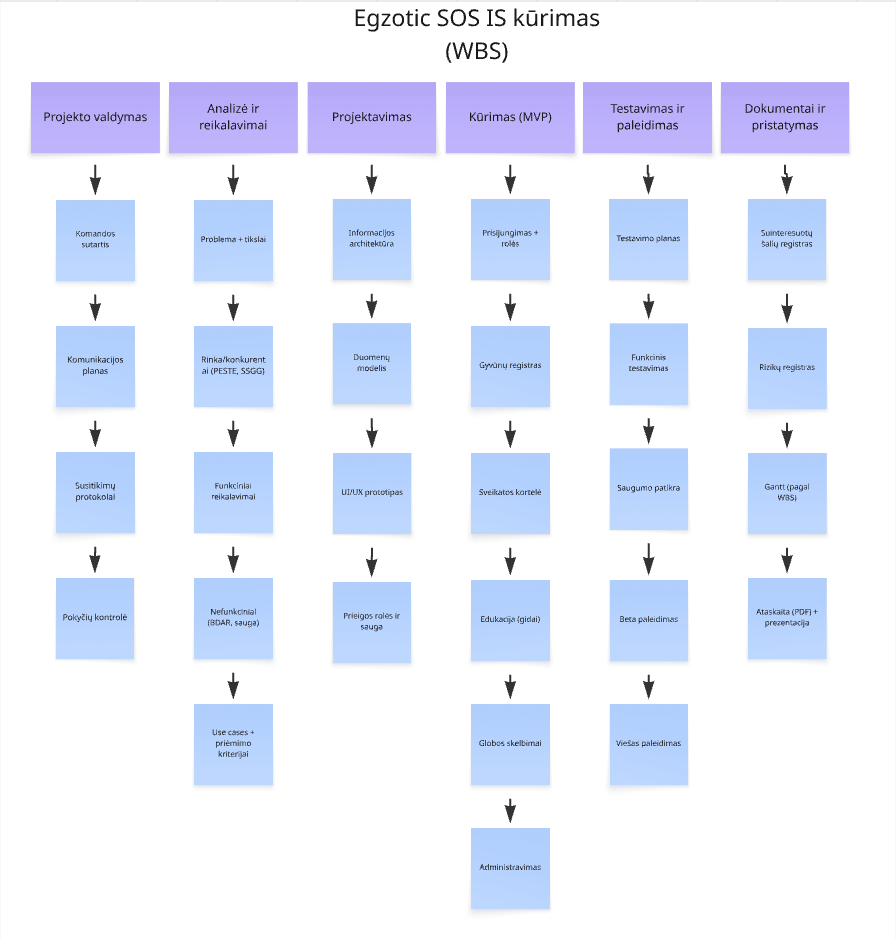 Egzotic SOS IS kūrimas
(WBS)
Projekto valdymas
Analizė ir
reikalavimai
Projektavimas
Kūrimas (MVP)
Testavimas ir
paleidimas
Dokumentai ir
pristatymas
Komandos
sutartis
Komunikacijos
planas
Susitikimų
protokolai
Pokyčių kontrolė
Problema + tikslai
Rinka/konkurent
ai (PESTE, SSGG)
Funkciniai
reikalavimai
Nefunkciniai
(BDAR, sauga)
Use cases +
priėmimo
kriterijai
Informacijos
architektūra
Duomenų
modelis
UI/UX prototipas
Prieigos rolės ir
sauga
Prisijungimas +
rolės
Gyvūnų registras
Sveikatos kortelė
Edukacija (gidai)
Globos skelbimai
Administravimas
Testavimo planas
Funkcinis
testavimas
Saugumo patikra
Beta paleidimas
Viešas paleidimas
Suinteresuotų
šalių registras
Rizikų registras
Gantt (pagal
WBS)
Ataskaita (PDF) +
prezentacija